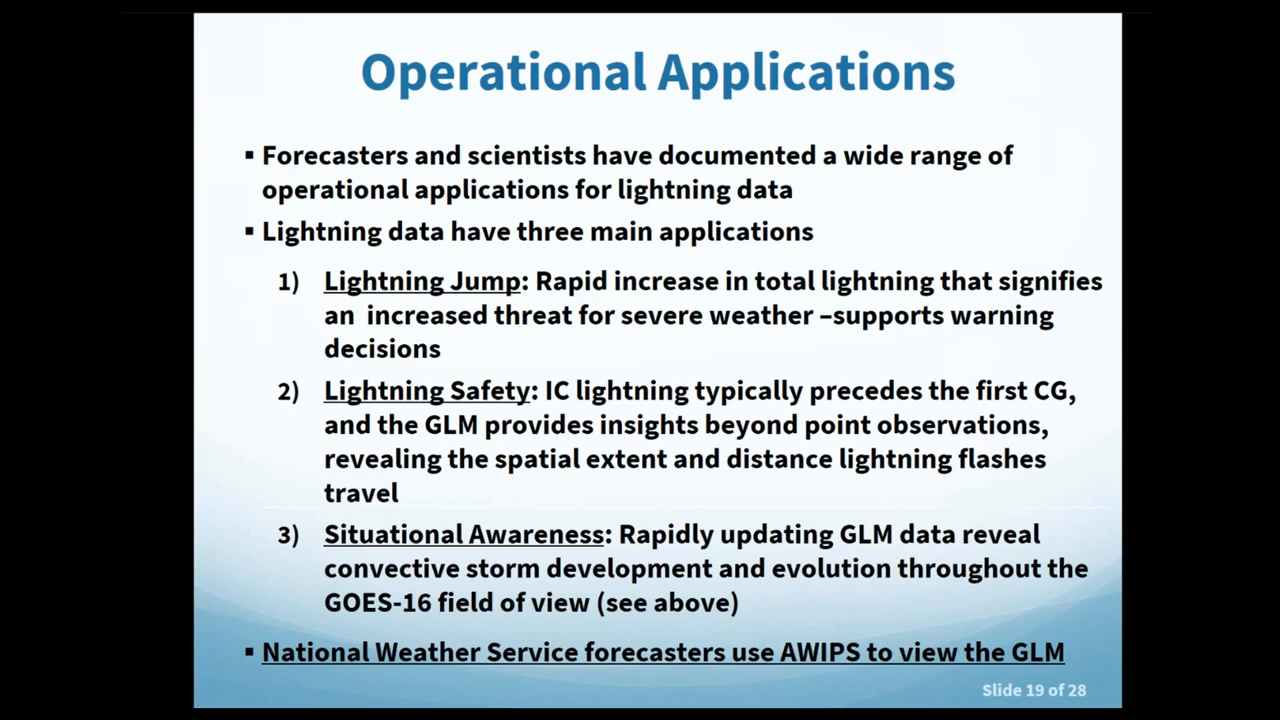 Operational Applications
▪ Forecasters and scientists have documented a wide range of
operational applications for lightning data
▪ Lightning data have three main applications
1) Lightning Jump: Rapid increase in total lightning that signifies
an  increased threat for severe weather –supports warning
decisions
2) Lightning Safety: IC lightning typically precedes the first CG,
and the GLM provides insights beyond point observations,
revealing the spatial extent and distance lightning flashes
travel
3) Situational Awareness: Rapidly updating GLM data reveal
convective storm development and evolution throughout the
GOES-16 field of view (see above)
▪ National Weather Service forecasters use AWIPS to view the GLM
Slide 19 of 28